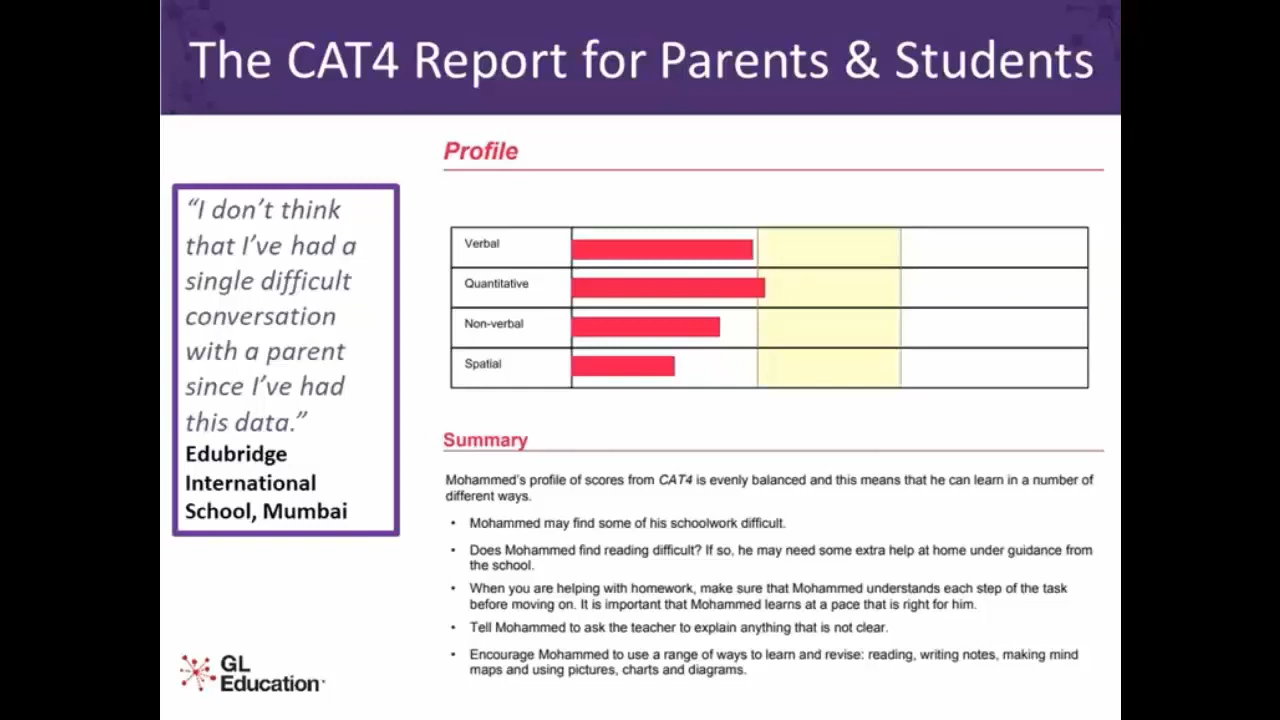 The CAT4 Report for Parents & Students
“I don’t think
that I’ve had a
single difficult
conversation
with a parent
since I’ve had
this data.”
Edubridge
International
School, Mumbai
Profile
Verbal
Quantitative
Non-verbal
Spatial
Summary
Mohammed’s profile of scores from CAT4 is evenly balanced and this means that he can learn in a number of
different ways.
• Mohammed may find some of his schoolwork difficult.
• Does Mohammed find reading difficult? If so, he may need some extra help at home under guidance from
the school.
• When you are helping with homework, make sure that Mohammed understands each step of the task
before moving on. It is important that Mohammed learns at a pace that is right for him.
• Tell Mohammed to ask the teacher to explain anything that is not clear.
• Encourage Mohammed to use a range of ways to learn and revise: reading, writing notes, making mind
maps and using pictures, charts and diagrams.
GL
Education